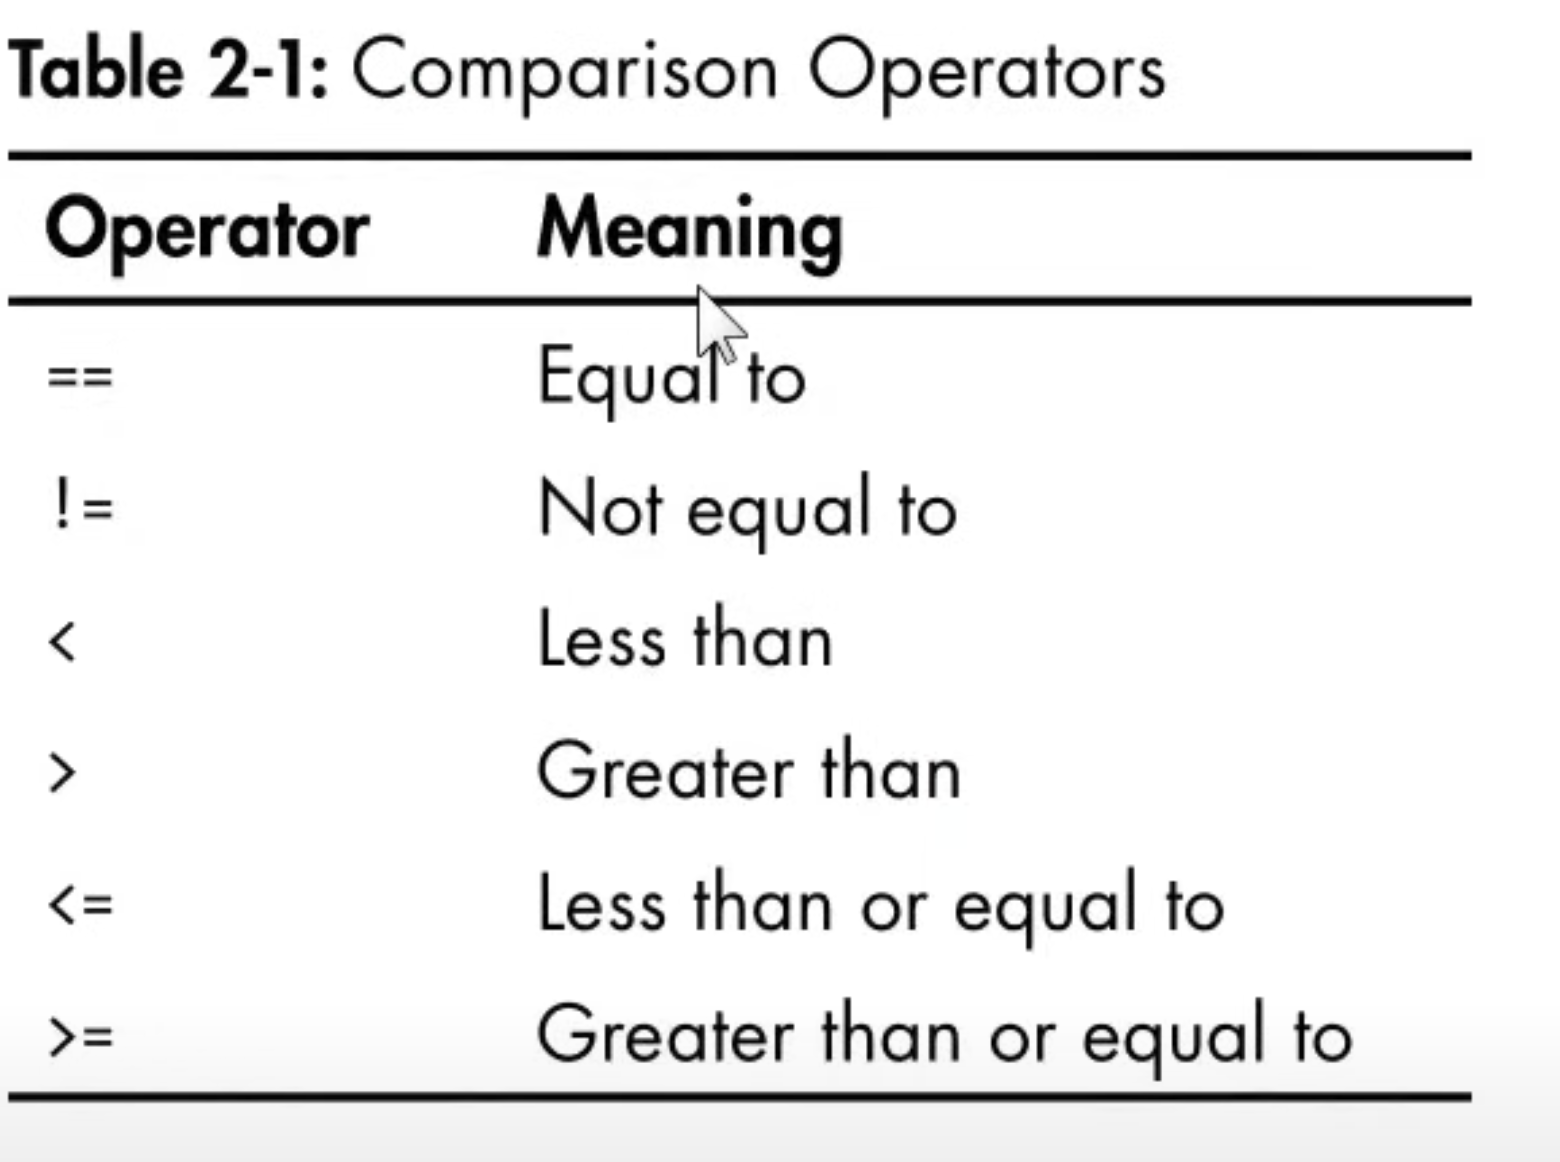 Table 2-1: Comparison Operators
Operator Meaning
== Equal to
!= Not equal to
< Less than
> Greater than
<= Less than or equal to
>= Greater than or equal to